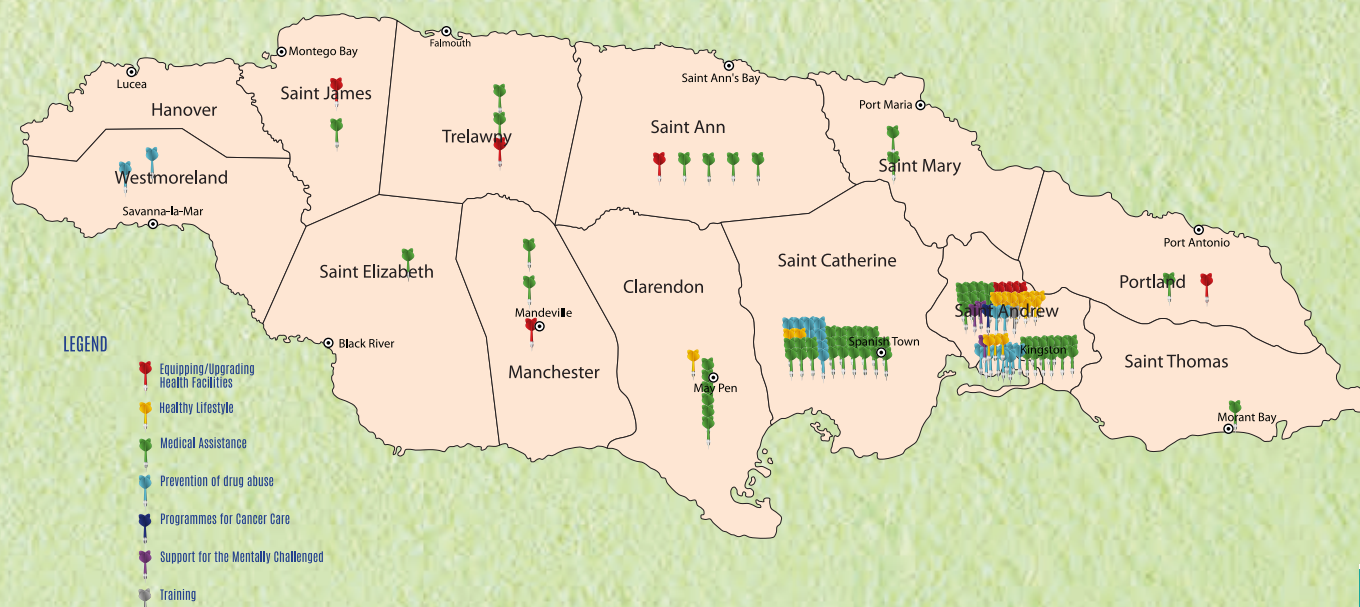 Montego Bay
Falmouth
Lucea
Saint Ann's Bay
Hanover
Saint James
Port Maria
Trelawny
Saint Ann
Saint Mary
Westmoreland
Savanna-la-Mar
Port Antonio
Saint Elizabeth
Saint Catherine
Portland
Clarendon
Mandeville
Saint Andrew
Black River
Spanish Town
Kingston
Manchester
May Pen
Saint Thomas
Morant Bay
LEGEND
Equipping/Upgrading
Health Facilities
Healthy Lifestyle
Medical Assistance
Prevention of drug abuse
Programmes for Cancer Care
Support for the Mentally Challenged
Training